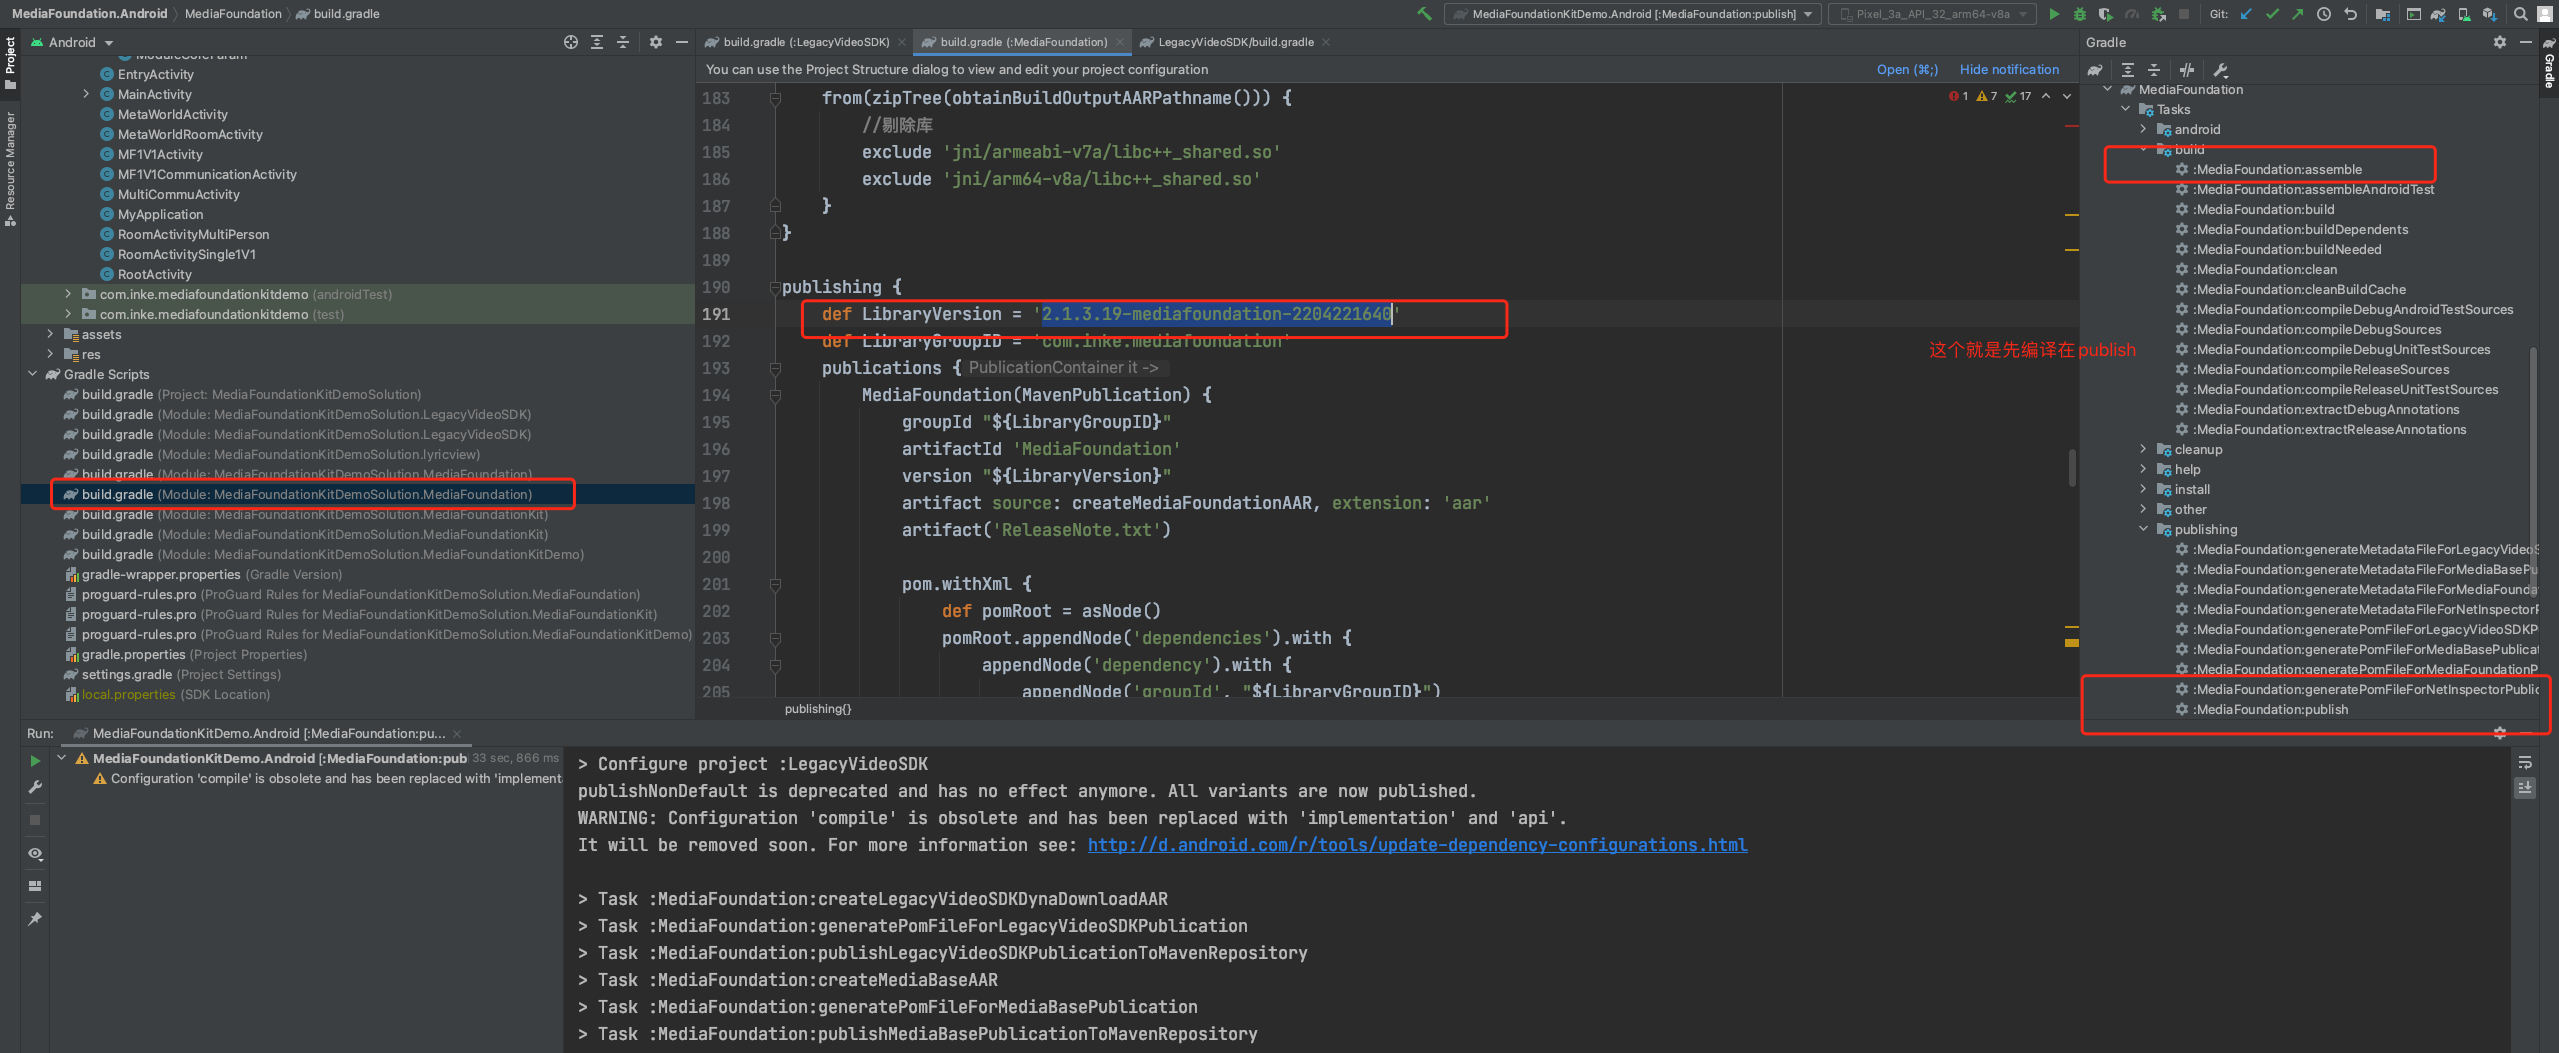 MediaFoundation.Android MediaFoundation build.gradle
MediaFoundationKitDemo.Android [:MediaFoundation:publish] Pixel_3a_API_32_arm64-v8a Git:
Project
Resource Manager
Android
EntryActivity
MainActivity
MetaWorldActivity
MetaWorldRoomActivity
MF1V1Activity
MF1V1CommunicationActivity
MultiCommuActivity
MyApplication
RoomActivityMultiPerson
RoomActivitySingle1V1
RootActivity
com.inke.mediafoundationkitdemo (androidTest)
com.inke.mediafoundationkitdemo (test)
assets
res
Gradle Scripts
build.gradle (Project: MediaFoundationKitDemoSolution)
build.gradle (Module: MediaFoundationKitDemoSolution.LegacyVideoSDK)
build.gradle (Module: MediaFoundationKitDemoSolution.LegacyVideoSDK)
build.gradle (Module: MediaFoundationKitDemoSolution.lyricview)
build.gradle (Module: MediaFoundationKitDemoSolution.MediaFoundation)
build.gradle (Module: MediaFoundationKitDemoSolution.MediaFoundation)
build.gradle (Module: MediaFoundationKitDemoSolution.MediaFoundationKit)
build.gradle (Module: MediaFoundationKitDemoSolution.MediaFoundationKit)
build.gradle (Module: MediaFoundationKitDemoSolution.MediaFoundationKitDemo)
gradle-wrapper.properties (Gradle Version)
proguard-rules.pro (ProGuard Rules for MediaFoundationKitDemoSolution.MediaFoundation)
proguard-rules.pro (ProGuard Rules for MediaFoundationKitDemoSolution.MediaFoundationKit)
proguard-rules.pro (ProGuard Rules for MediaFoundationKitDemoSolution.MediaFoundationKitDemo)
gradle.properties (Project Properties)
settings.gradle (Project Settings)
local.properties (SDK Location)
build.gradle (:LegacyVideoSDK) build.gradle (:MediaFoundation) LegacyVideoSDK/build.gradle
You can use the Project Structure dialog to view and edit your project configuration Open (⌘;) Hide notification
1 7 17
183 from(zipTree(obtainBuildOutputAARPathname())) {
184 //剔除库
185 exclude 'jni/armeabi-v7a/libc++_shared.so'
186 exclude 'jni/arm64-v8a/libc++_shared.so'
187 }
188 }
189
190 publishing {
191 def LibraryVersion = '2.1.3.19-mediafoundation-2204221640'
192 def LibraryGroupID = 'com.inke.mediafoundation'
193 publications { PublicationContainer it ->
194 MediaFoundation(MavenPublication) {
195 groupId "${LibraryGroupID}"
196 artifactId 'MediaFoundation'
197 version "${LibraryVersion}"
198 artifact source: createMediaFoundationAAR, extension: 'aar'
199 artifact('ReleaseNote.txt')
200
201 pom.withXml {
202 def pomRoot = asNode()
203 pomRoot.appendNode('dependencies').with {
204 appendNode('dependency').with {
205 appendNode('groupId', "${LibraryGroupID}")
publishing{}
这个就是先编译在publish
Gradle
Gradle
MediaFoundation
Tasks
android
build
:MediaFoundation:assemble
:MediaFoundation:assembleAndroidTest
:MediaFoundation:build
:MediaFoundation:buildDependents
:MediaFoundation:buildNeeded
:MediaFoundation:clean
:MediaFoundation:cleanBuildCache
:MediaFoundation:compileDebugAndroidTestSources
:MediaFoundation:compileDebugSources
:MediaFoundation:compileDebugUnitTestSources
:MediaFoundation:compileReleaseSources
:MediaFoundation:compileReleaseUnitTestSources
:MediaFoundation:extractDebugAnnotations
:MediaFoundation:extractReleaseAnnotations
cleanup
help
install
other
publishing
:MediaFoundation:generateMetadataFileForLegacyVideoS
:MediaFoundation:generateMetadataFileForMediaBasePu
:MediaFoundation:generateMetadataFileForMediaFounda
:MediaFoundation:generateMetadataFileForNetInspectorP
:MediaFoundation:generatePomFileForLegacyVideoSDKP
:MediaFoundation:generatePomFileForMediaBasePublicat
:MediaFoundation:generatePomFileForMediaFoundationP
:MediaFoundation:generatePomFileForNetInspectorPublic
:MediaFoundation:publish
Run: MediaFoundationKitDemo.Android [:MediaFoundation:pu...
MediaFoundationKitDemo.Android [:MediaFoundation:pub 33 sec, 866 ms
Configuration 'compile' is obsolete and has been replaced with 'implementa
> Configure project :LegacyVideoSDK
publishNonDefault is deprecated and has no effect anymore. All variants are now published.
WARNING: Configuration 'compile' is obsolete and has been replaced with 'implementation' and 'api'.
It will be removed soon. For more information see: http://d.android.com/r/tools/update-dependency-configurations.html
> Task :MediaFoundation:createLegacyVideoSDKDynaDownloadAAR
> Task :MediaFoundation:generatePomFileForLegacyVideoSDKPublication
> Task :MediaFoundation:publishLegacyVideoSDKPublicationToMavenRepository
> Task :MediaFoundation:createMediaBaseAAR
> Task :MediaFoundation:generatePomFileForMediaBasePublication
> Task :MediaFoundation:publishMediaBasePublicationToMavenRepository